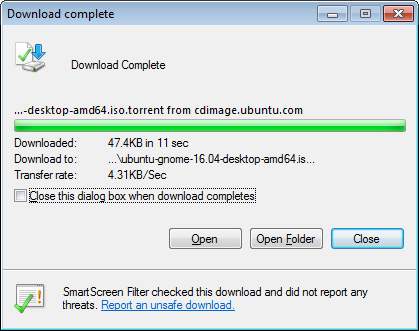 Download complete
Download Complete
...-desktop-amd64.iso.torrent from cdimage.ubuntu.com
Downloaded: 47.4KB in 11 sec
Download to: ...\ubuntu-gnome-16.04-desktop-amd64.is...
Transfer rate: 4.31KB/Sec
Close this dialog box when download completes
Open Open Folder Close
SmartScreen Filter checked this download and did not report any
threats. Report an unsafe download.